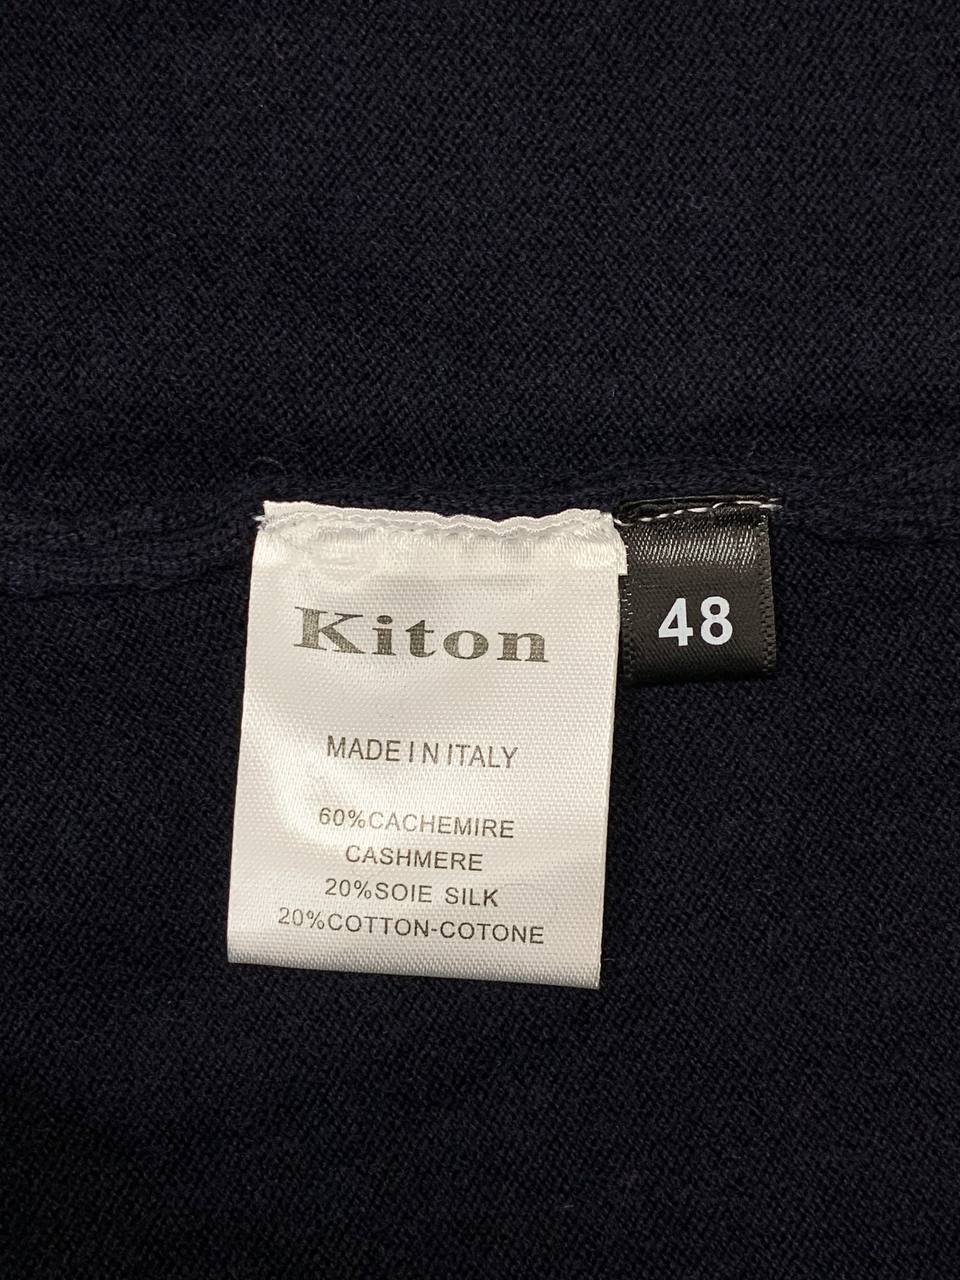 Kiton
48
MADE IN ITALY
60%CACHEMIRE
CASHMERE
20%SOIE SILK
20%COTTON-COTONE